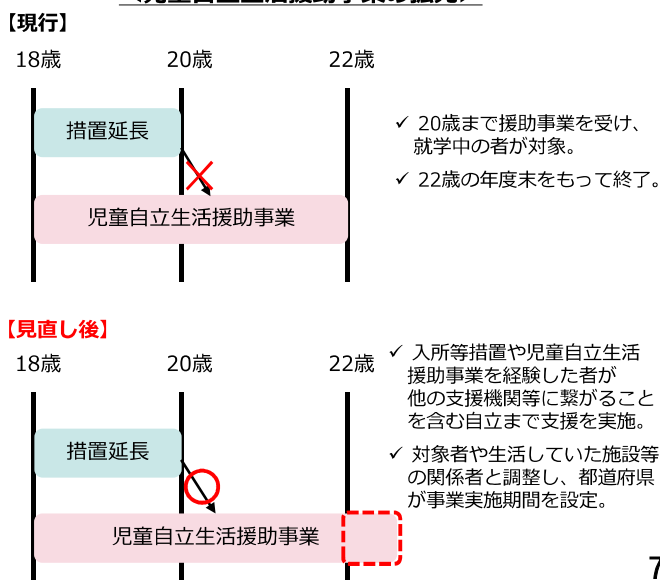 【現行】
18歳 20歳 22歳
措置延長
児童自立生活援助事業
✓ 20歳まで援助事業を受け、
就学中の者が対象。
✓ 22歳の年度末をもって終了。
【見直し後】
18歳 20歳 22歳
措置延長
児童自立生活援助事業
✓ 入所等措置や児童自立生活
援助事業を経験した者が
他の支援機関等に繋がること
を含む自立まで支援を実施。
✓ 対象者や生活していた施設等
の関係者と調整し、都道府県
が事業実施期間を設定。
7